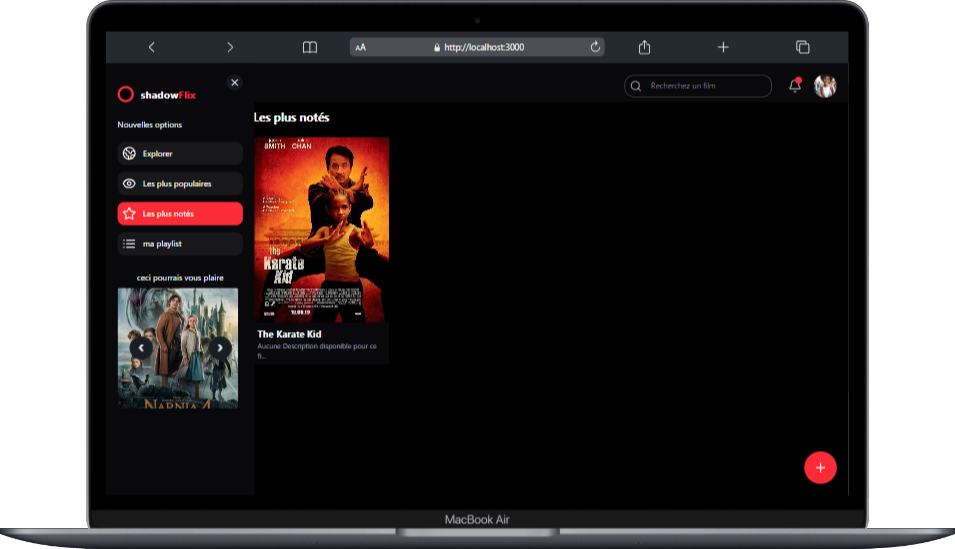 AA
http://localhost:3000
shadowFlix
Recherchez un film
Nouvelles options
Les plus notés
Explorer
Les plus populaires
Les plus notés
ma playlist
SMITH CHAN
the
Karate
Kid
ceci pourrais vous plaire
NARNIA 4
The Karate Kid
Aucune Description disponible pour ce
fi...
MacBook Air